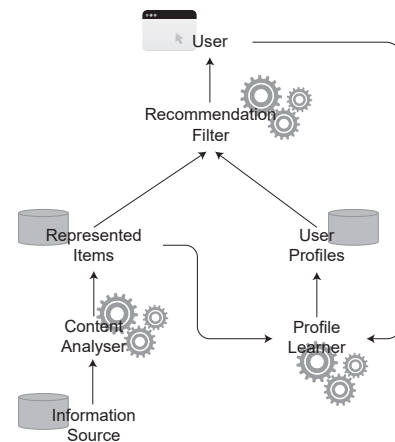 User
Recommendation
Filter
Represented
Items
User
Profiles
Content
Analyser
Profile
Learner
Information
Source